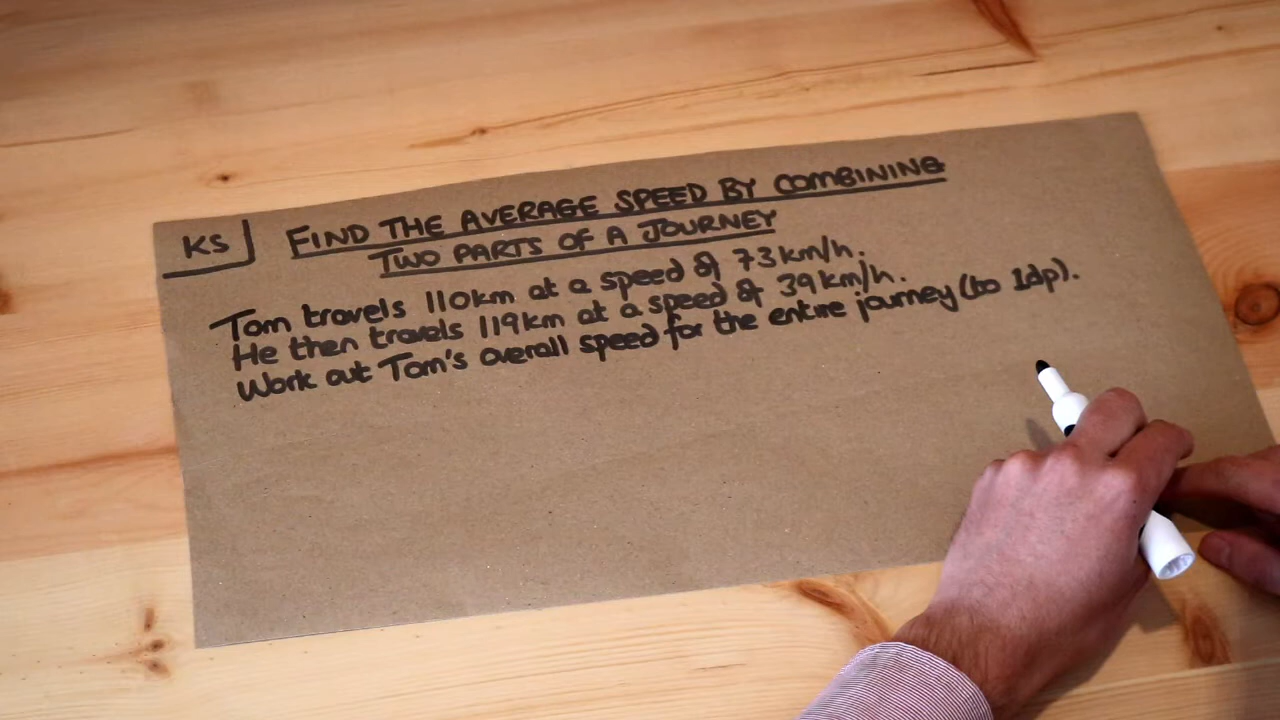 KS
FIND THE AVERAGE SPEED BY COMBINING
TWO PARTS OF A JOURNEY
Tom travels 110km at a speed of 73km/h.
He then travels 119km at a speed of 39km/h.
Work out Tom's overall speed for the entire journey (to 1dp).